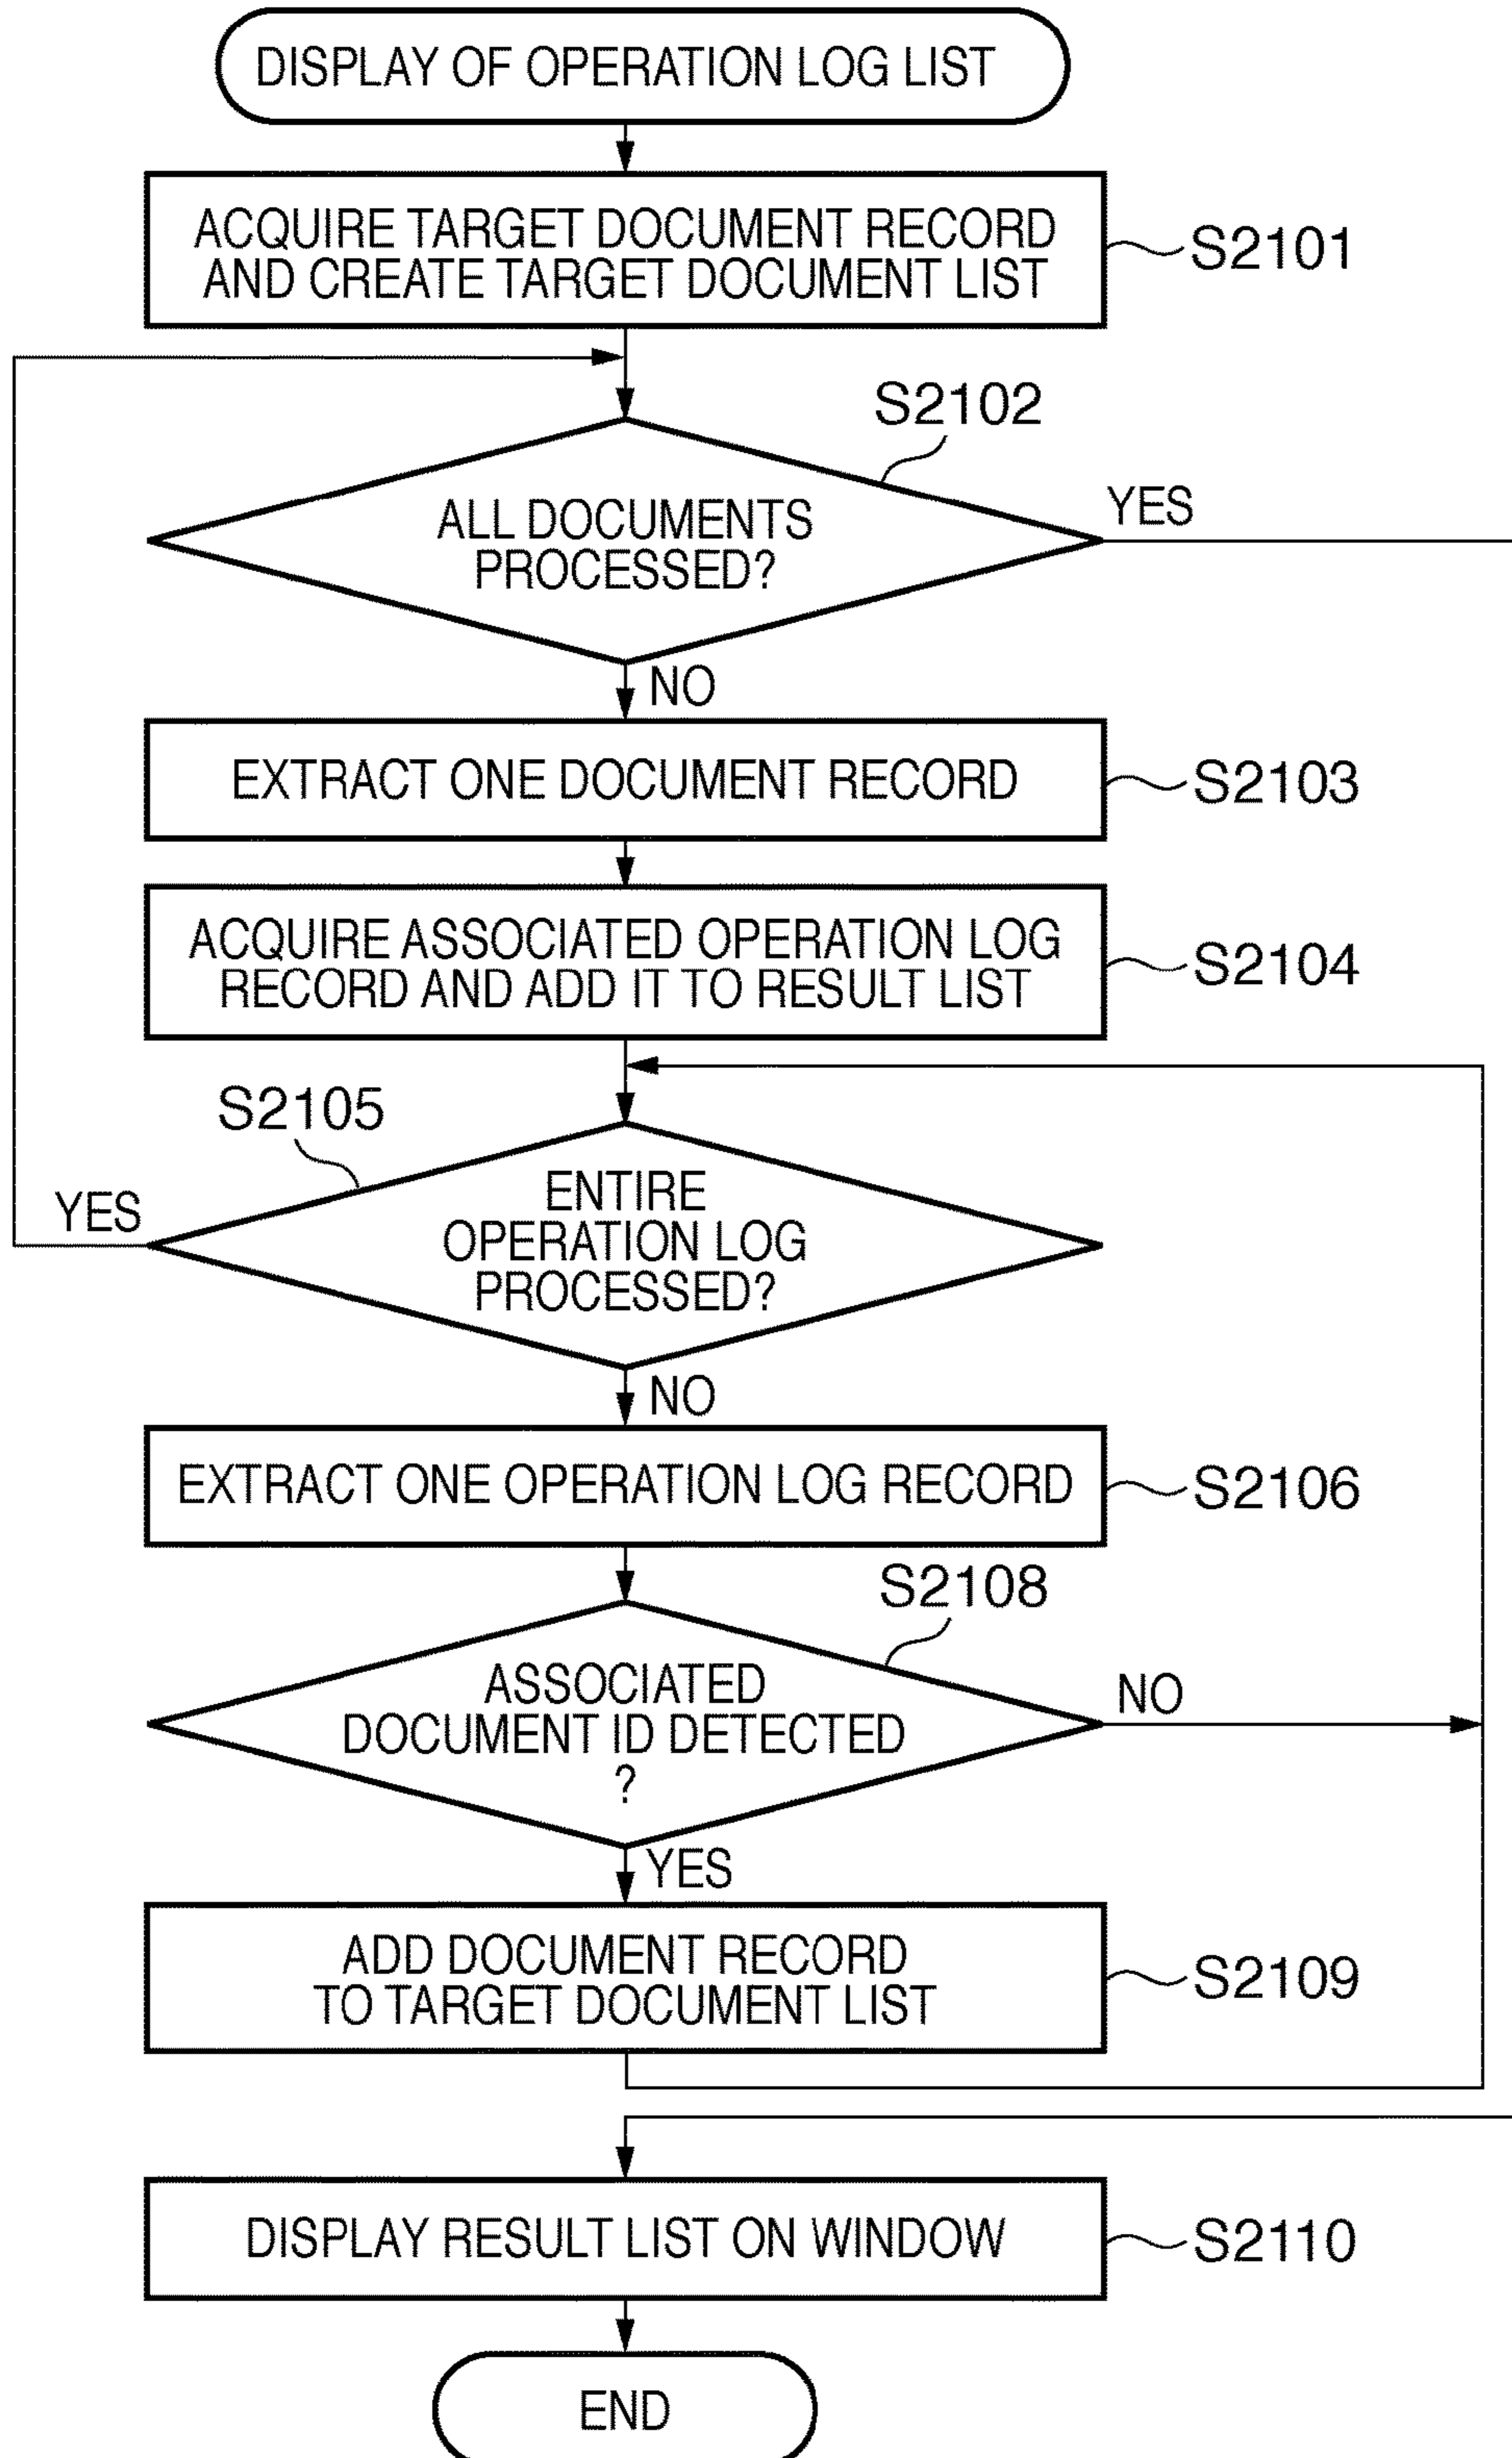 DISPLAY OF OPERATION LOG LIST
ACQUIRE TARGET DOCUMENT RECORD
AND CREATE TARGET DOCUMENT LIST
S2101
S2102
ALL DOCUMENTS
PROCESSED?
YES
NO
EXTRACT ONE DOCUMENT RECORD
S2103
ACQUIRE ASSOCIATED OPERATION LOG
RECORD AND ADD IT TO RESULT LIST
S2104
S2105
YES
ENTIRE
OPERATION LOG
PROCESSED?
NO
EXTRACT ONE OPERATION LOG RECORD
S2106
S2108
ASSOCIATED
DOCUMENT ID DETECTED
?
NO
YES
ADD DOCUMENT RECORD
TO TARGET DOCUMENT LIST
S2109
DISPLAY RESULT LIST ON WINDOW
S2110
END